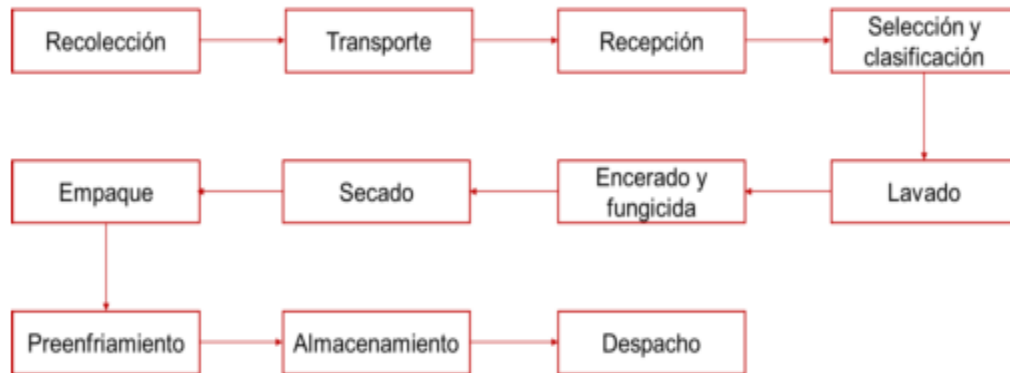 Recolección
Transporte
Recepción
Selección y
clasificación
Lavado
Encerado y
fungicida
Secado
Empaque
Preenfriamiento
Almacenamiento
Despacho